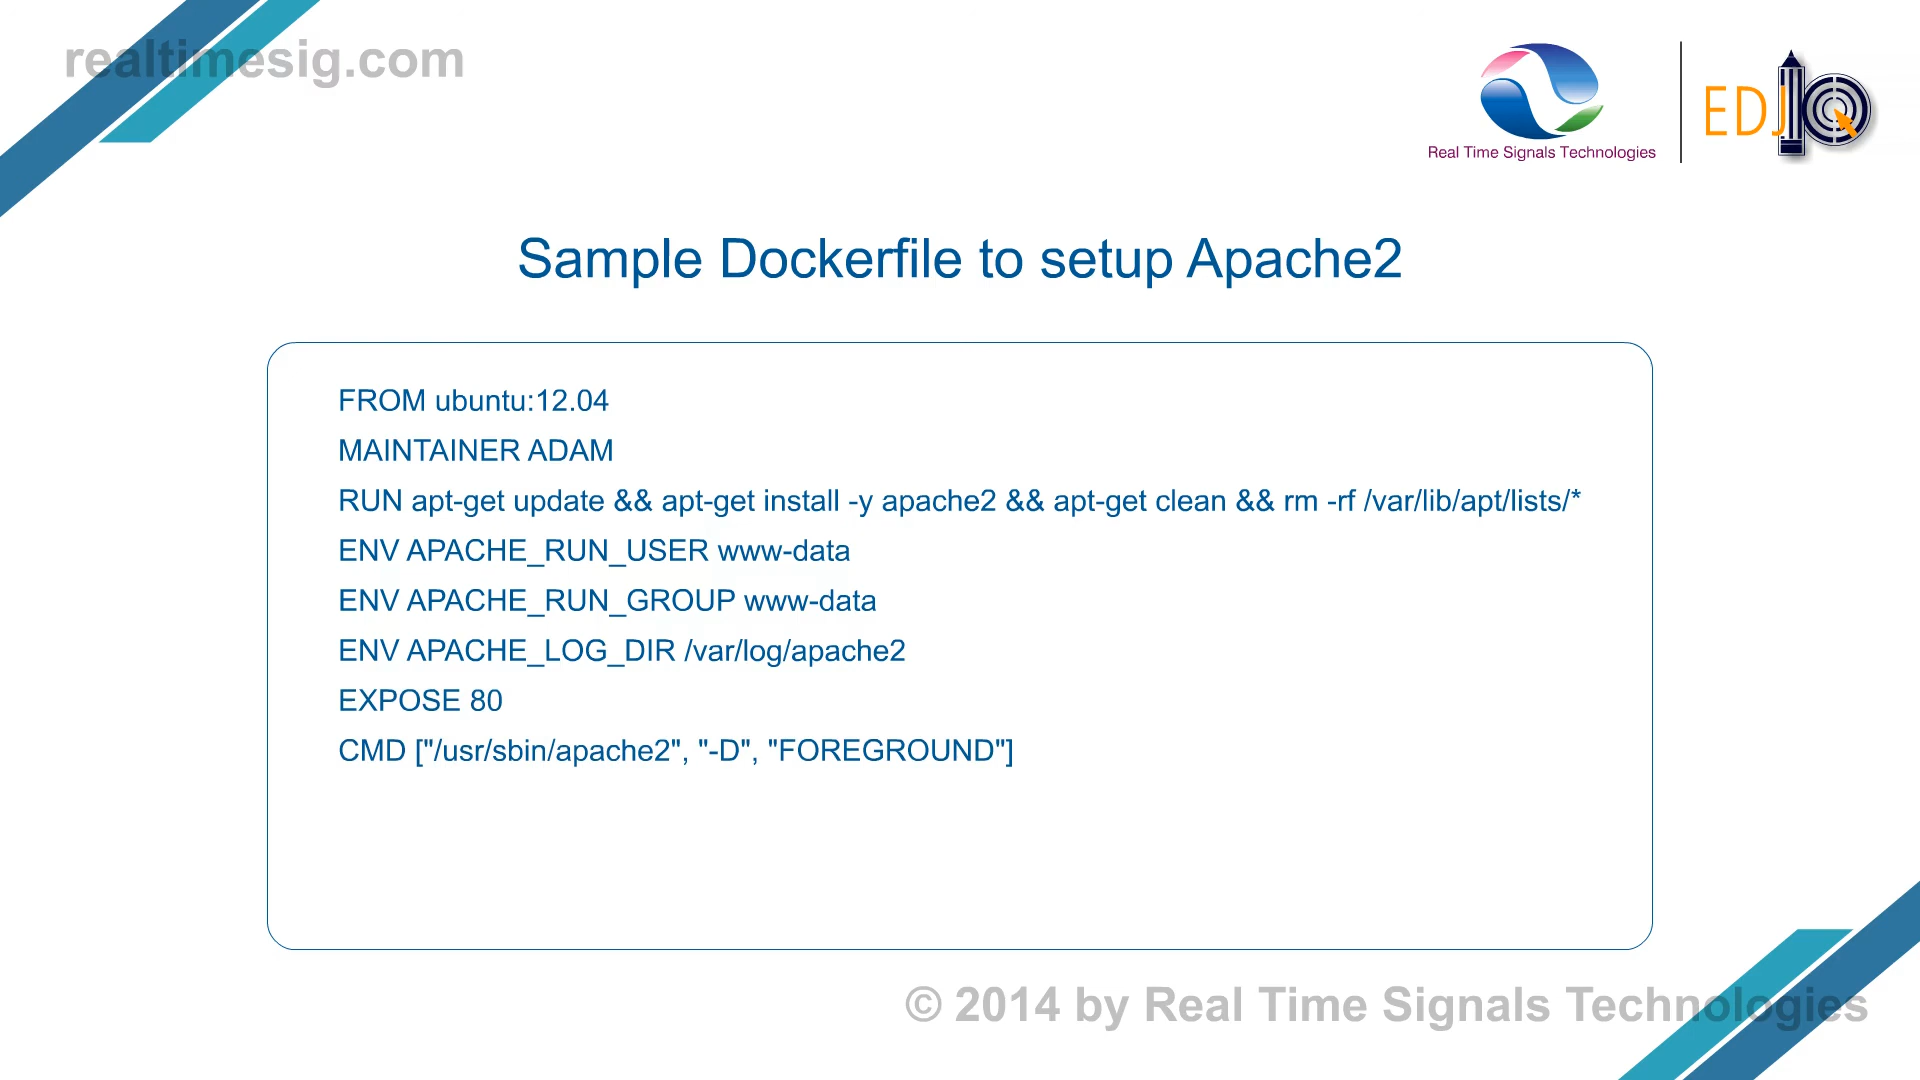 realtimesig.com
Real Time Signals Technologies
EDJIQ
Sample Dockerfile to setup Apache2
FROM ubuntu:12.04
MAINTAINER ADAM
RUN apt-get update && apt-get install -y apache2 && apt-get clean && rm -rf /var/lib/apt/lists/*
ENV APACHE_RUN_USER www-data
ENV APACHE_RUN_GROUP www-data
ENV APACHE_LOG_DIR /var/log/apache2
EXPOSE 80
CMD ["/usr/sbin/apache2", "-D", "FOREGROUND"]
© 2014 by Real Time Signals Technologies